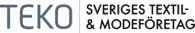 TEKO
SVERIGES TEXTIL-
& MODEFÖRETAG